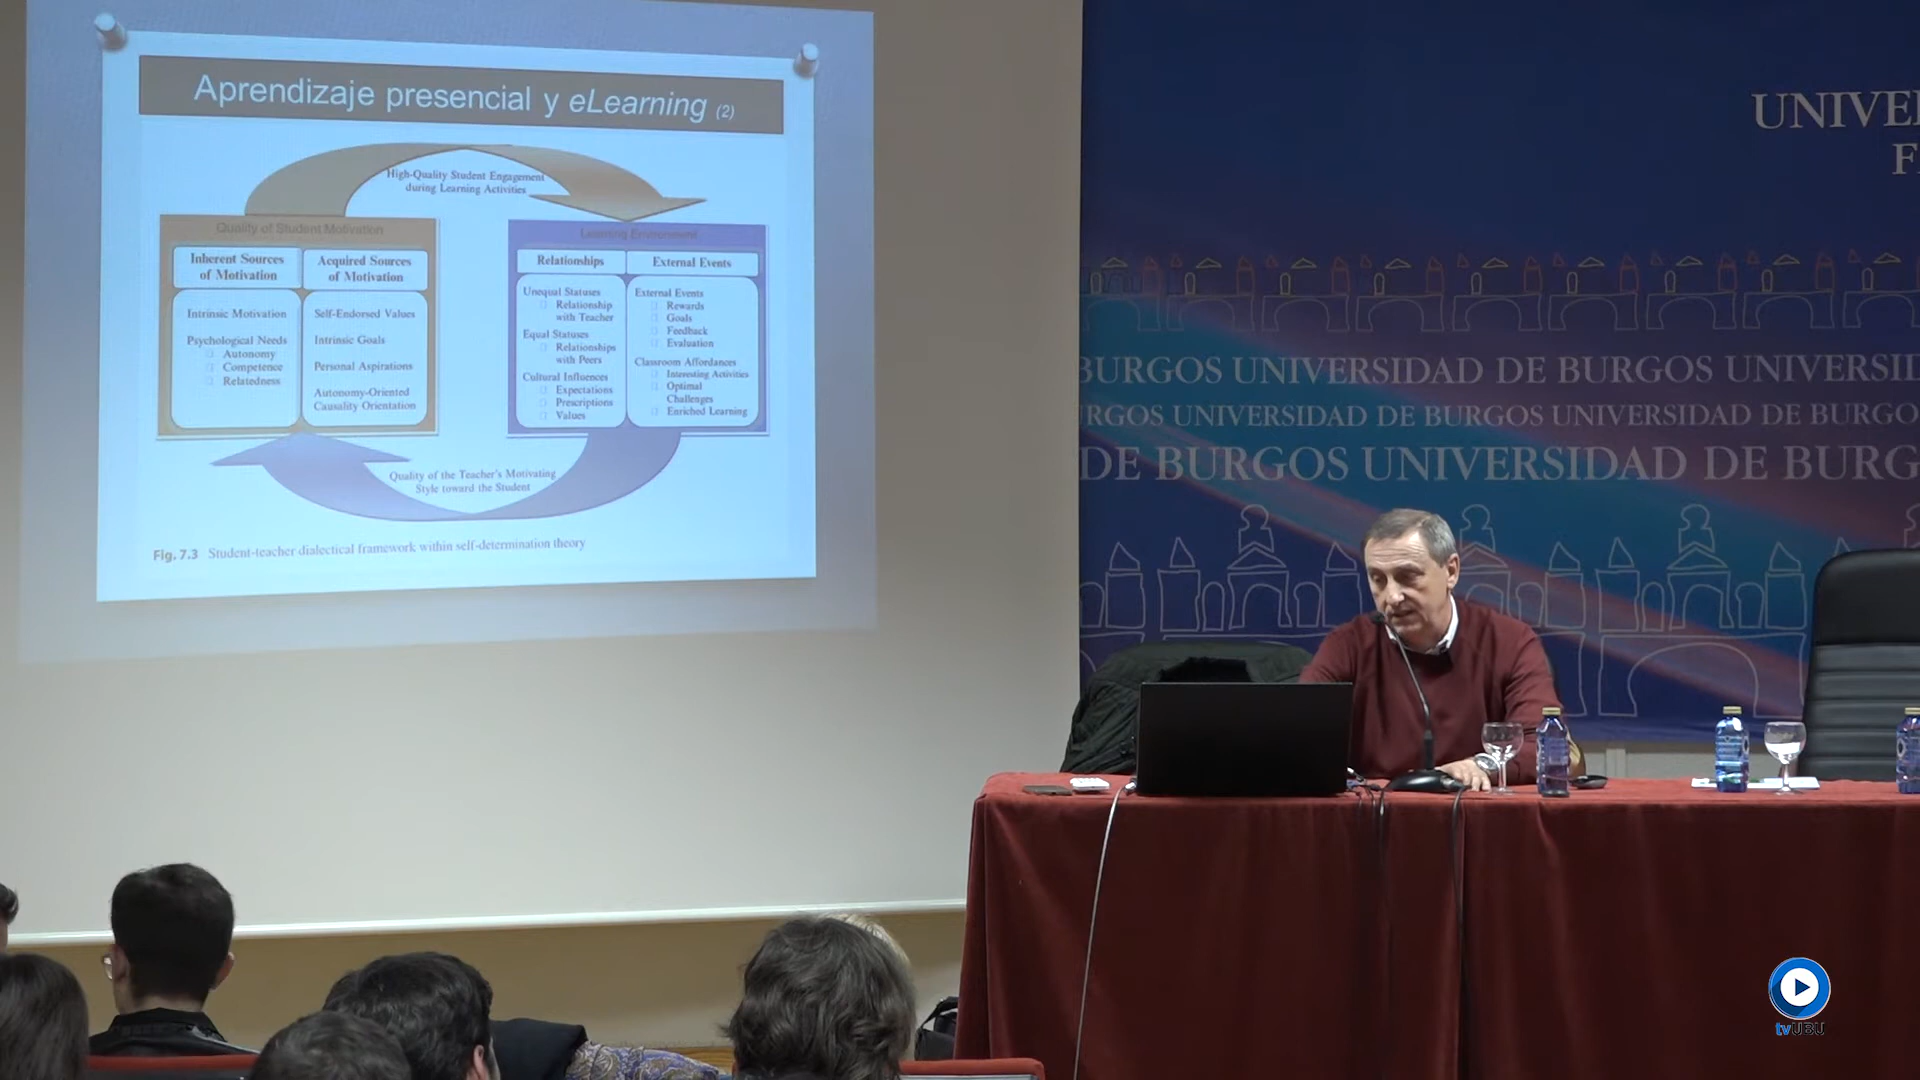 Aprendizaje presencial y eLearning (2)
High-Quality Student Engagement
during Learning Activities
Quality of Student Motivation
Inherent Sources
of Motivation
Acquired Sources
of Motivation
Intrinsic Motivation
Psychological Needs
Autonomy
Competence
Relatedness
Self-Endorsed Values
Intrinsic Goals
Personal Aspirations
Autonomy-Oriented
Causality Orientation
Learning Environment
Relationships
External Events
Unequal Statuses
Relationship
with Teacher
Equal Statuses
Relationships
with Peers
Cultural Influences
Expectations
Prescriptions
Values
External Events
Rewards
Goals
Feedback
Evaluation
Classroom Affordances
Interesting Activities
Optimal
Challenges
Enriched Learning
Quality of the Teacher's Motivating
Style toward the Student
Fig. 7.3 Student-teacher dialectical framework within self-determination theory
UNIVE
F
BURGOS UNIVERSIDAD DE BURGOS UNIVERSI
RGOS UNIVERSIDAD DE BURGOS UNIVERSIDAD DE BURGO
DE BURGOS UNIVERSIDAD DE BURG
tvUBU